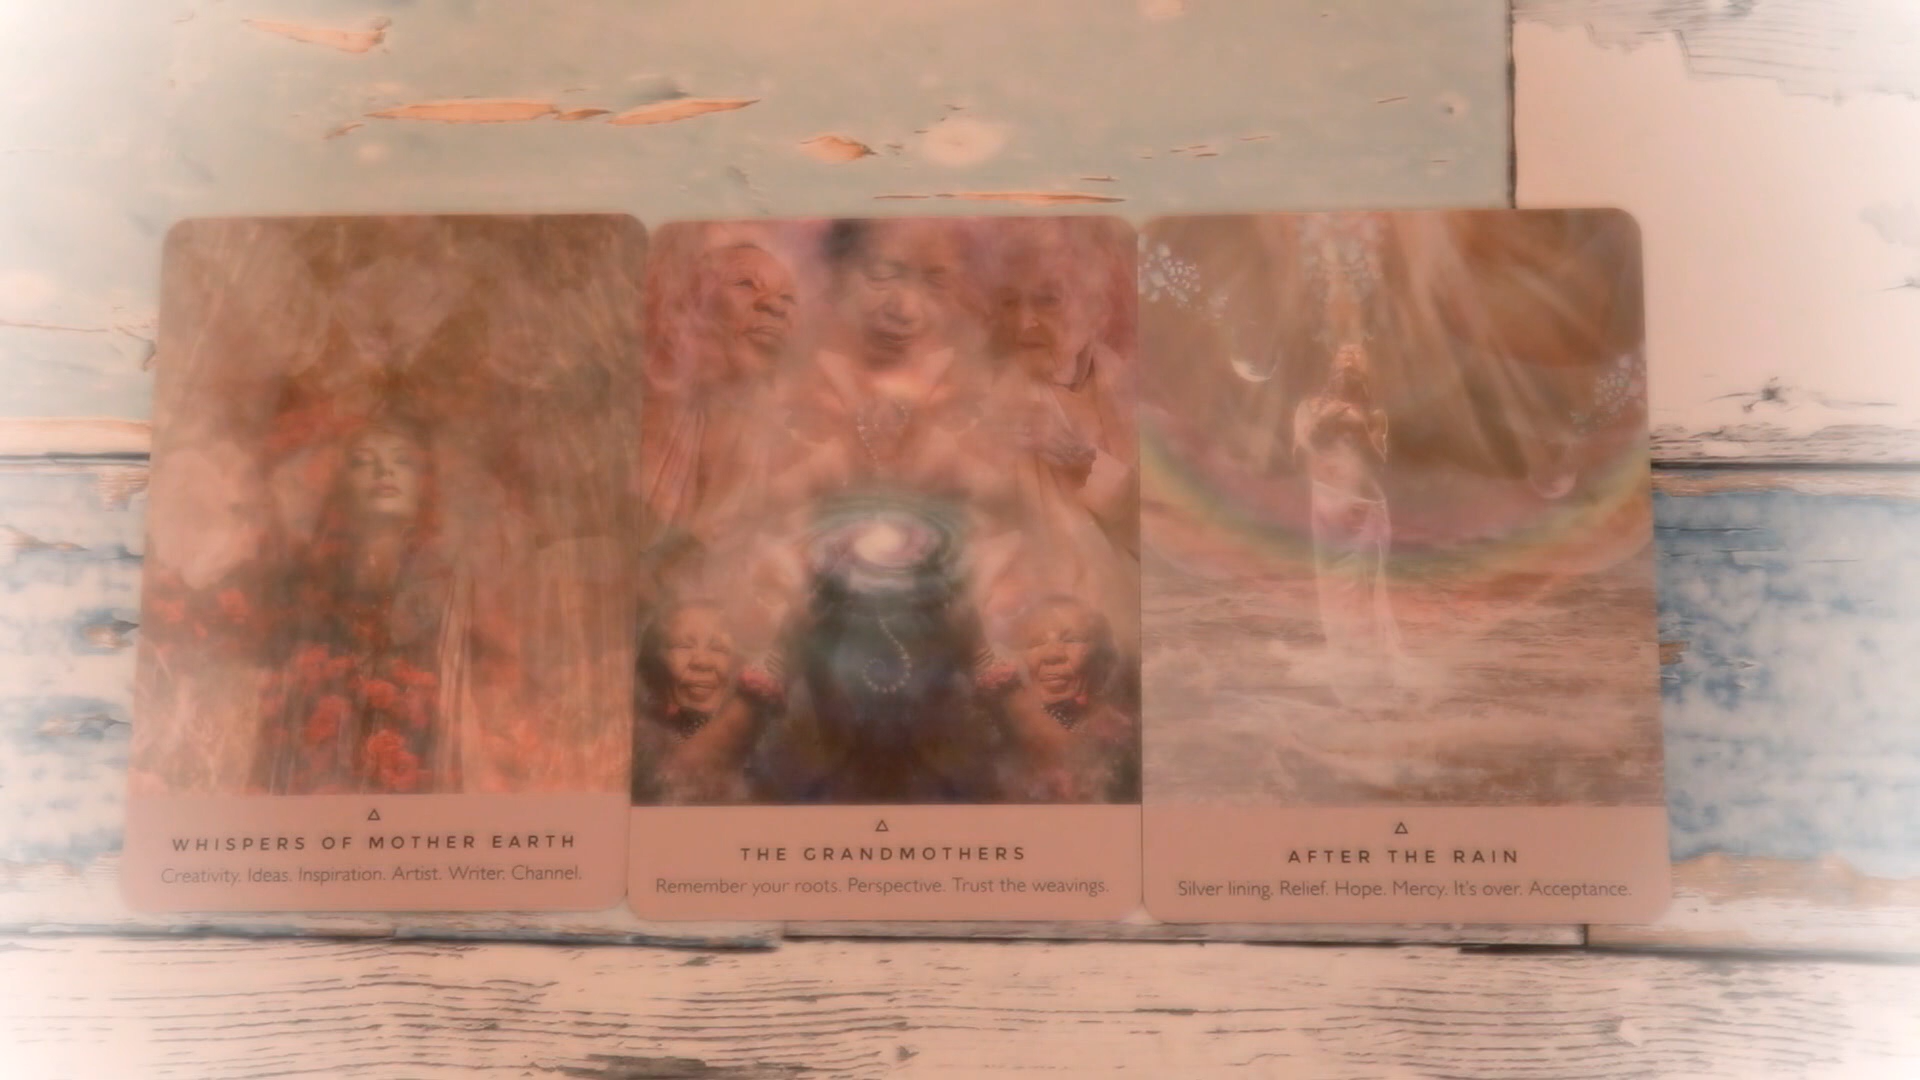 WHISPERS OF MOTHER EARTH
Creativity. Ideas. Inspiration. Artist. Writer. Channel.
THE GRANDMOTHERS
Remember your roots. Perspective. Trust the weavings.
AFTER THE RAIN
Silver lining. Relief. Hope. Mercy. It's over. Acceptance.